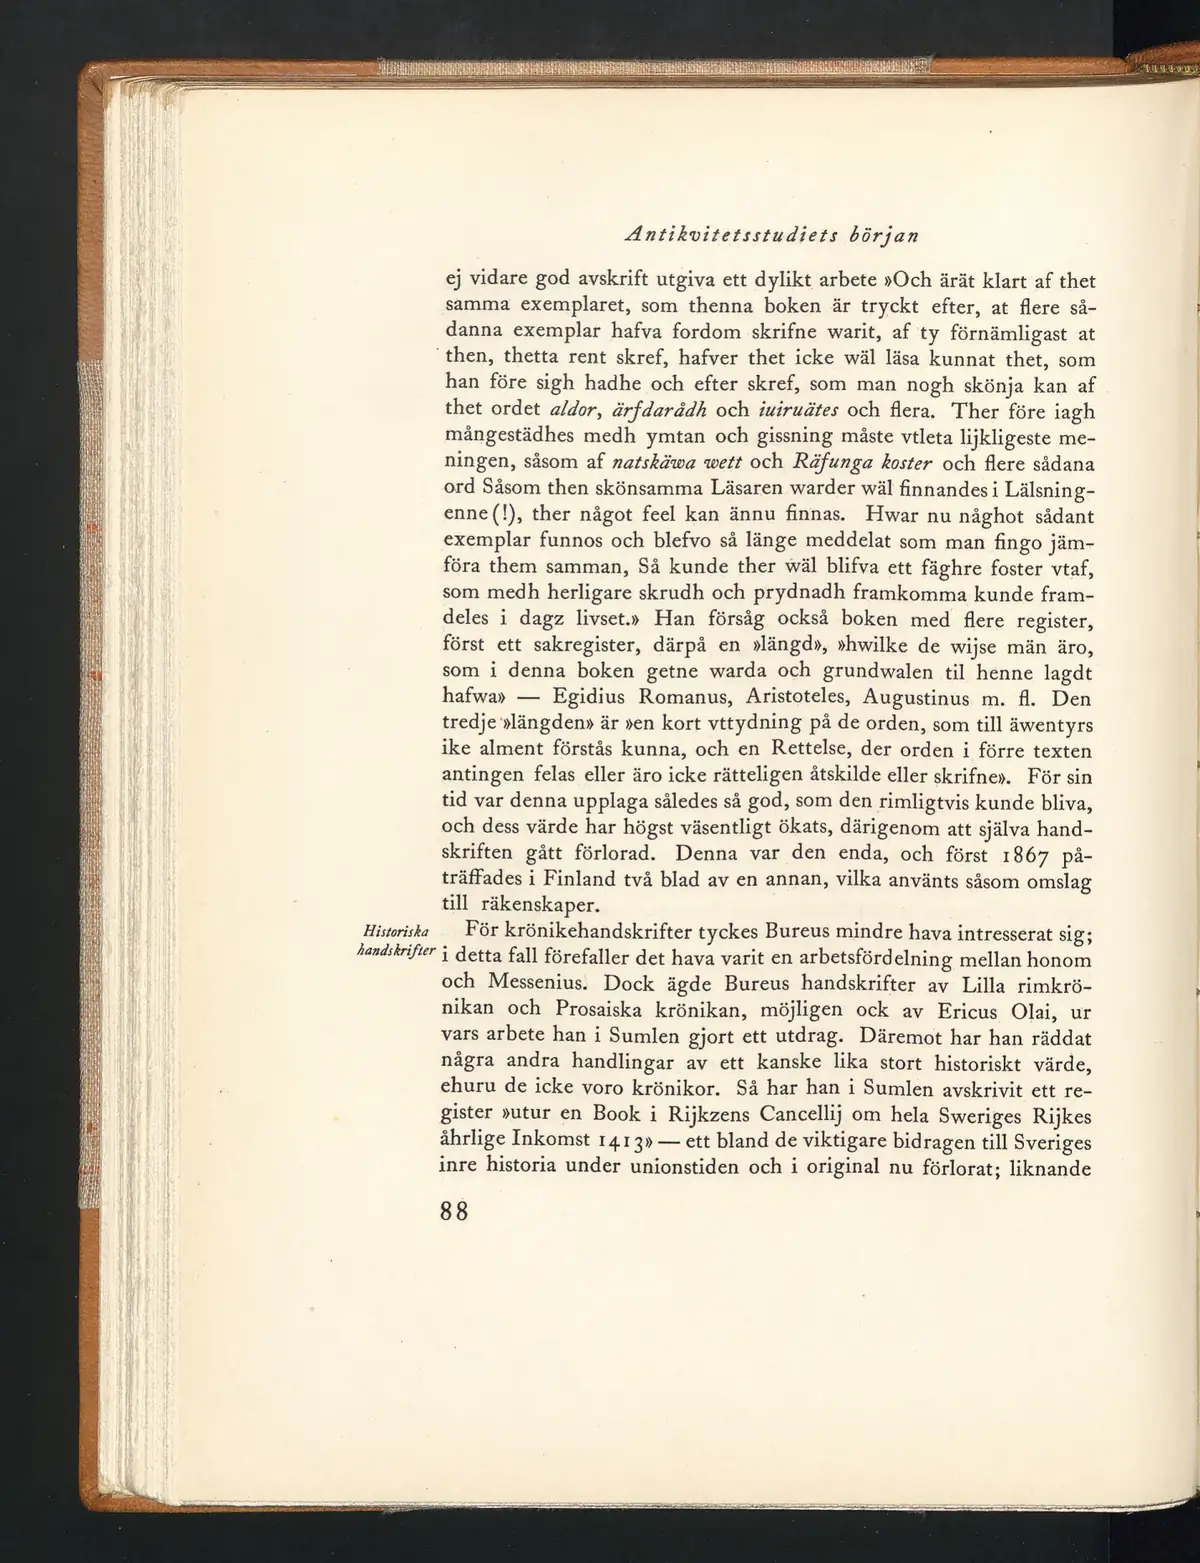 Antikvitetsstudiets början
ej vidare god avskrift utgiva ett dylikt arbete »Och ärät klart af thet
samma exemplaret, som thenna boken är tryckt efter, at flere så-
danna exemplar hafva fordom skrifne warit, af ty förnämligast at
then, thetta rent skref, hafver thet icke wäl läsa kunnat thet, som
han före sigh hadhe och efter skref, som man nogh skönja kan af
thet ordet aldor, ärfdarådh och iuiruätes och flera. Ther före iagh
mångestädhes medh ymtan och gissning måste vtleta lijkligeste me-
ningen, såsom af natskäwa wett och Räfunga koster och flere sådana
ord Såsom then skönsamma Läsaren warder wäl finnandes i Lälsning-
enne(!), ther något feel kan ännu finnas. Hwar nu någhot sådant
exemplar funnos och blefvo så länge meddelat som man fingo jäm-
föra them samman, Så kunde ther wäl blifva ett fäghre foster vtaf,
som medh herligare skrudh och prydnadh framkomma kunde fram-
deles i dagz livset.» Han försåg också boken med flere register,
först ett sakregister, därpå en »längd», »hwilke de wijse män äro,
som i denna boken getne warda och grundwalen til henne lagdt
hafwa» — Egidius Romanus, Aristoteles, Augustinus m. fl. Den
tredje »längden» är »en kort vttydning på de orden, som till äwentyrs
ike alment förstås kunna, och en Rettelse, der orden i förre texten
antingen felas eller äro icke rätteligen åtskilde eller skrifne». För sin
tid var denna upplaga således så god, som den rimligtvis kunde bliva,
och dess värde har högst väsentligt ökats, därigenom att själva hand-
skriften gått förlorad. Denna var den enda, och först 1867 på-
träffades i Finland två blad av en annan, vilka använts såsom omslag
till räkenskaper.
Historiska
handskrifter
För krönikehandskrifter tyckes Bureus mindre hava intresserat sig;
i detta fall förefaller det hava varit en arbetsfördelning mellan honom
och Messenius. Dock ägde Bureus handskrifter av Lilla rimkrö-
nikan och Prosaiska krönikan, möjligen ock av Ericus Olai, ur
vars arbete han i Sumlen gjort ett utdrag. Däremot har han räddat
några andra handlingar av ett kanske lika stort historiskt värde,
ehuru de icke voro krönikor. Så har han i Sumlen avskrivit ett re-
gister »utur en Book i Rijkzens Cancellij om hela Sweriges Rijkes
åhrlige Inkomst 1413» — ett bland de viktigare bidragen till Sveriges
inre historia under unionstiden och i original nu förlorat; liknande
88